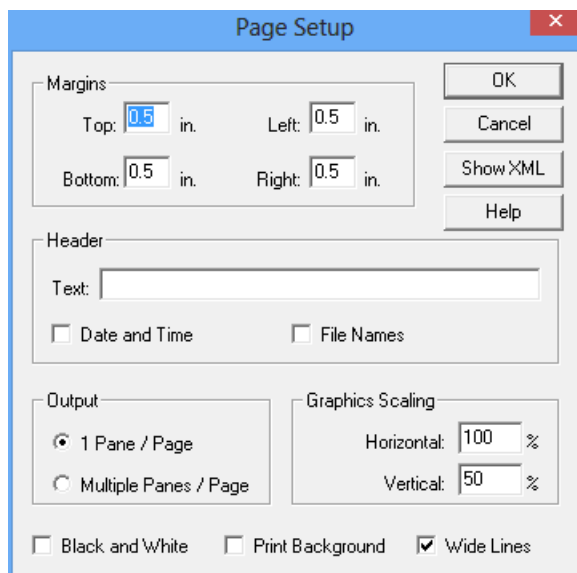 Page Setup
Margins
Top: 0.5 in. Left: 0.5 in.
Bottom: 0.5 in. Right: 0.5 in.
OK
Cancel
Show XML
Help
Header
Text:
Date and Time File Names
Output
1 Pane / Page
Multiple Panes / Page
Graphics Scaling
Horizontal: 100 %
Vertical: 50 %
Black and White Print Background Wide Lines